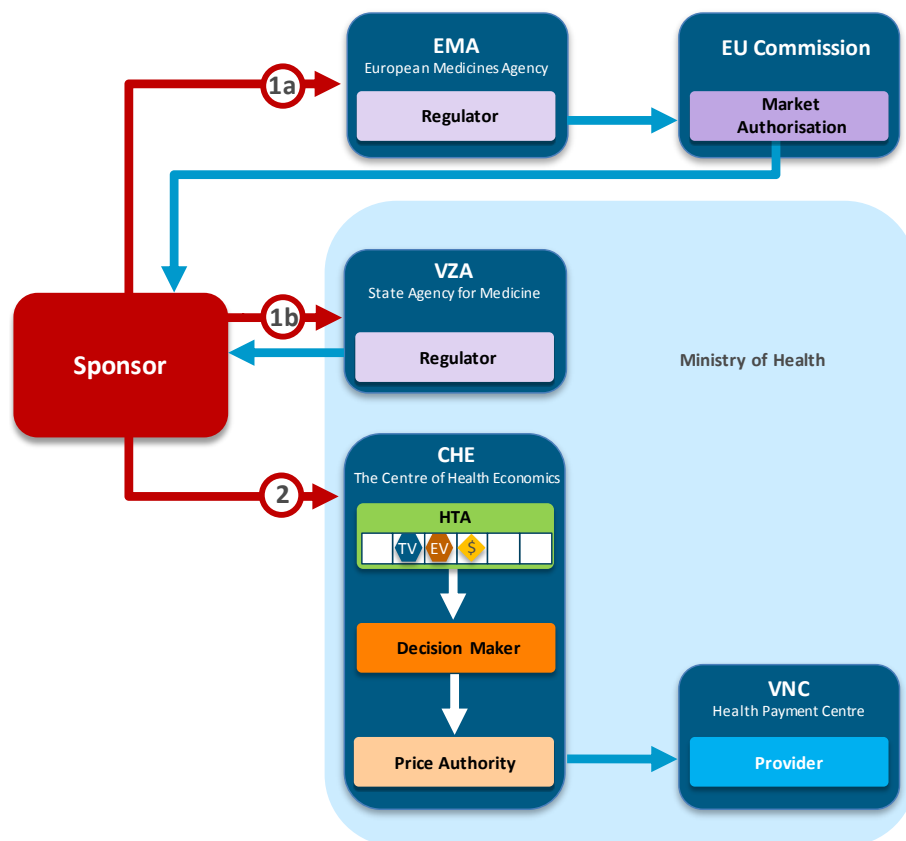 EMA
European Medicines Agency
Regulator
EU Commission
Market
Authorisation
1a
VZA
State Agency for Medicine
Regulator
1b
Sponsor
Ministry of Health
2
CHE
The Centre of Health Economics
HTA
TV EV $
Decision Maker
Price Authority
VNC
Health Payment Centre
Provider